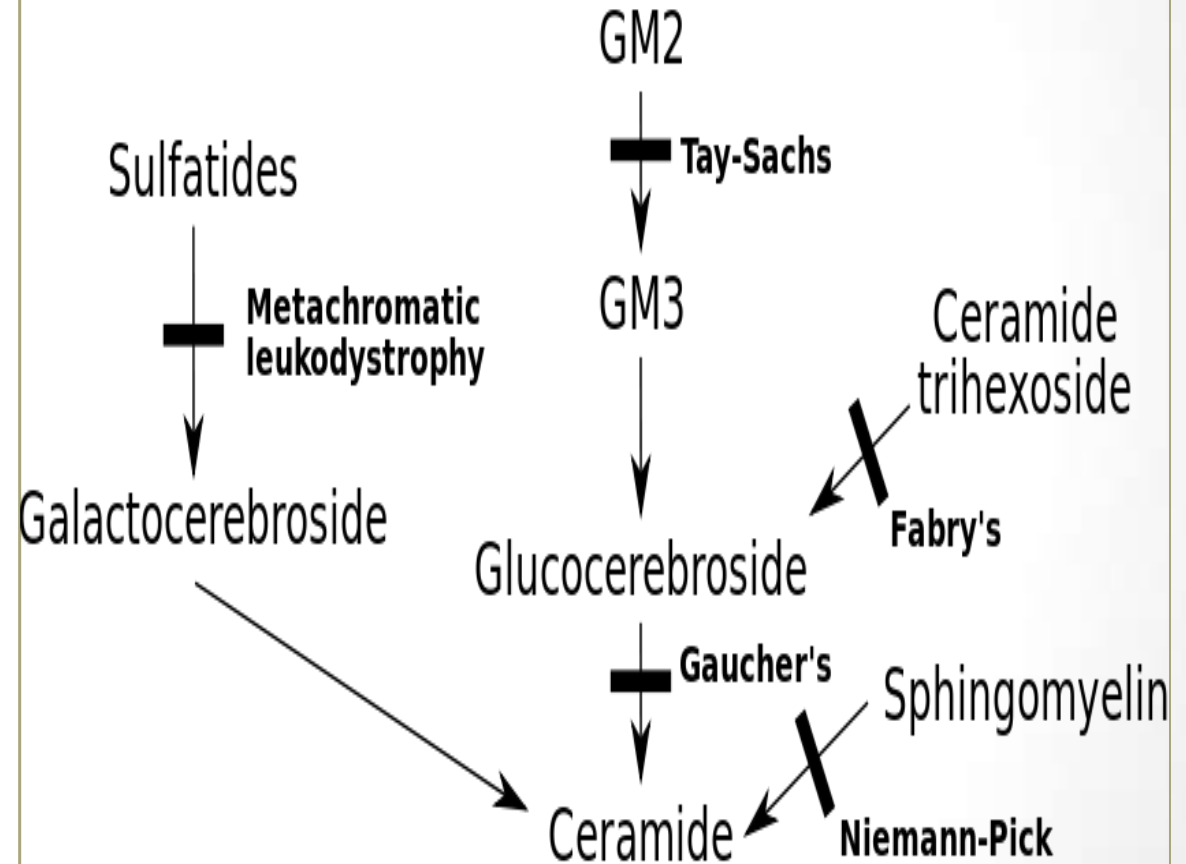 GM2
Tay-Sachs
Sulfatides
GM3
Metachromatic
leukodystrophy
Ceramide
trihexoside
Galactocerebroside
Fabry's
Glucocerebroside
Gaucher's
Sphingomyelin
Ceramide
Niemann-Pick